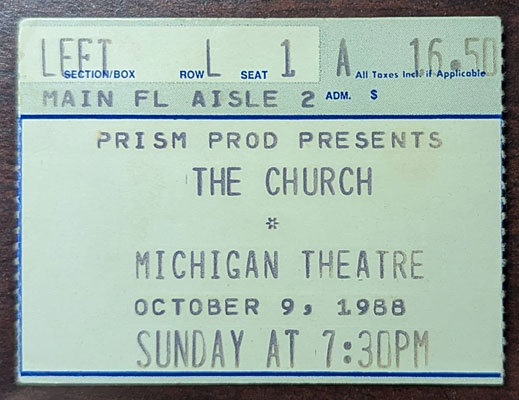 LEFT L 1 A 16.50
SECTION/BOX ROW SEAT All Taxes Incl. if Applicable
MAIN FL AISLE 2 ADM. $
PRISM PROD PRESENTS
THE CHURCH
*
MICHIGAN THEATRE
OCTOBER 9, 1988
SUNDAY AT 7:30PM